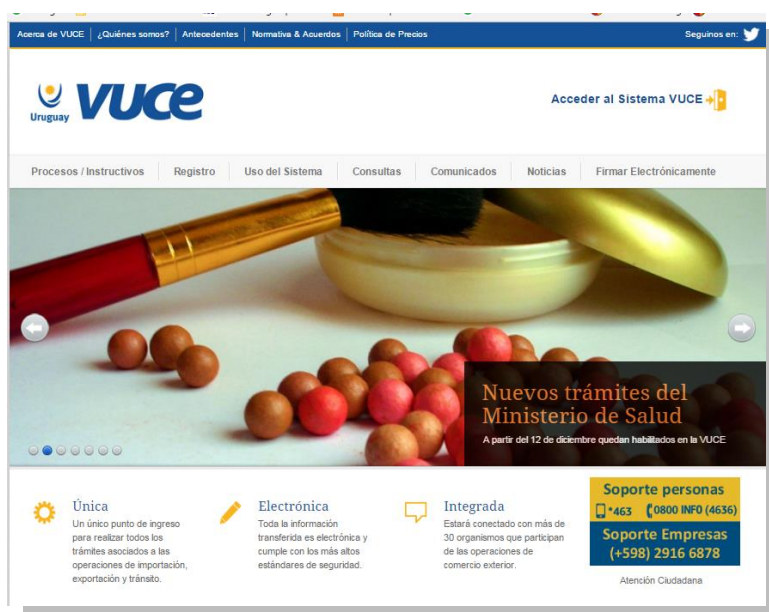 Acerca de VUCE | ¿Quiénes somos? | Antecedentes | Normativa & Acuerdos | Política de Precios
Seguinos en:
Uruguay
vuce
Acceder al Sistema VUCE
Procesos / Instructivos
Registro
Uso del Sistema
Consultas
Comunicados
Noticias
Firmar Electrónicamente
Nuevos trámites del
Ministerio de Salud
A partir del 12 de diciembre quedan habilitados en la VUCE
Única
Un único punto de ingreso
para realizar todos los
trámites asociados a las
operaciones de importación,
exportación y tránsito.
Electrónica
Toda la información
transferida es electrónica y
cumple con los más altos
estándares de seguridad.
Integrada
Estará conectado con más de
30 organismos que participan
de las operaciones de
comercio exterior.
Soporte personas
*463 0800 INFO (4636)
Soporte Empresas
(+598) 2916 6878
Atención Ciudadana